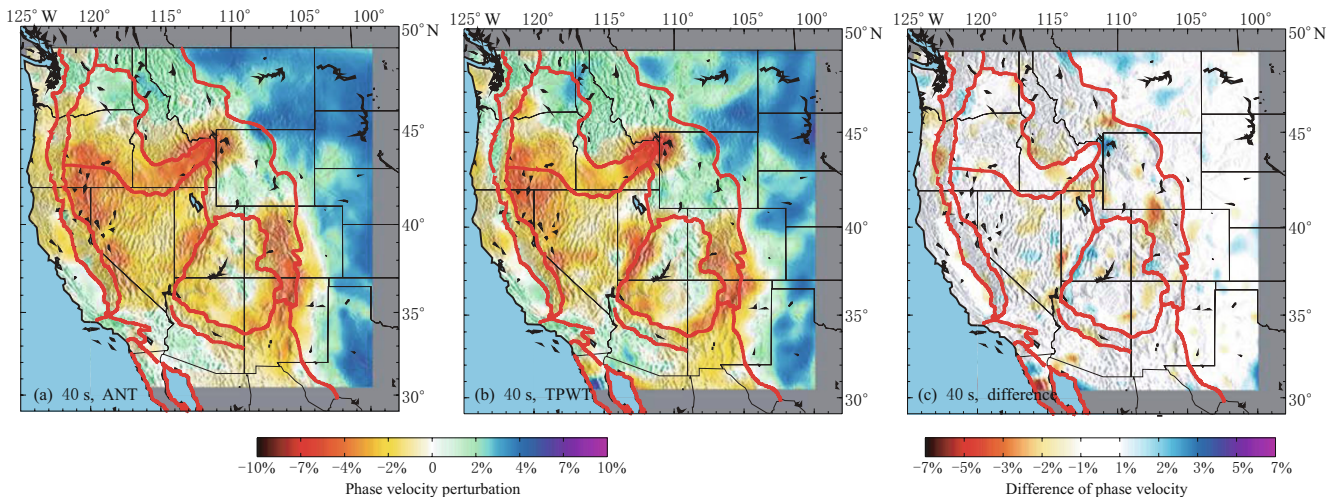 125° W 120° 115° 110° 105° 100°
50° N
45°
40°
35°
30°
29°
(a) 40 s, ANT
125° W 120° 115° 110° 105° 100°
50° N
45°
40°
35°
30°
29°
(b) 40 s, TPWT
125° W 120° 115° 110° 105° 100°
50° N
45°
40°
35°
30°
29°
(c) 40 s, difference
−10% −7% −4% −2% 0 2% 4% 7% 10%
Phase velocity perturbation
−7% −5% −3% −2% −1% 1% 2% 3% 5% 7%
Difference of phase velocity